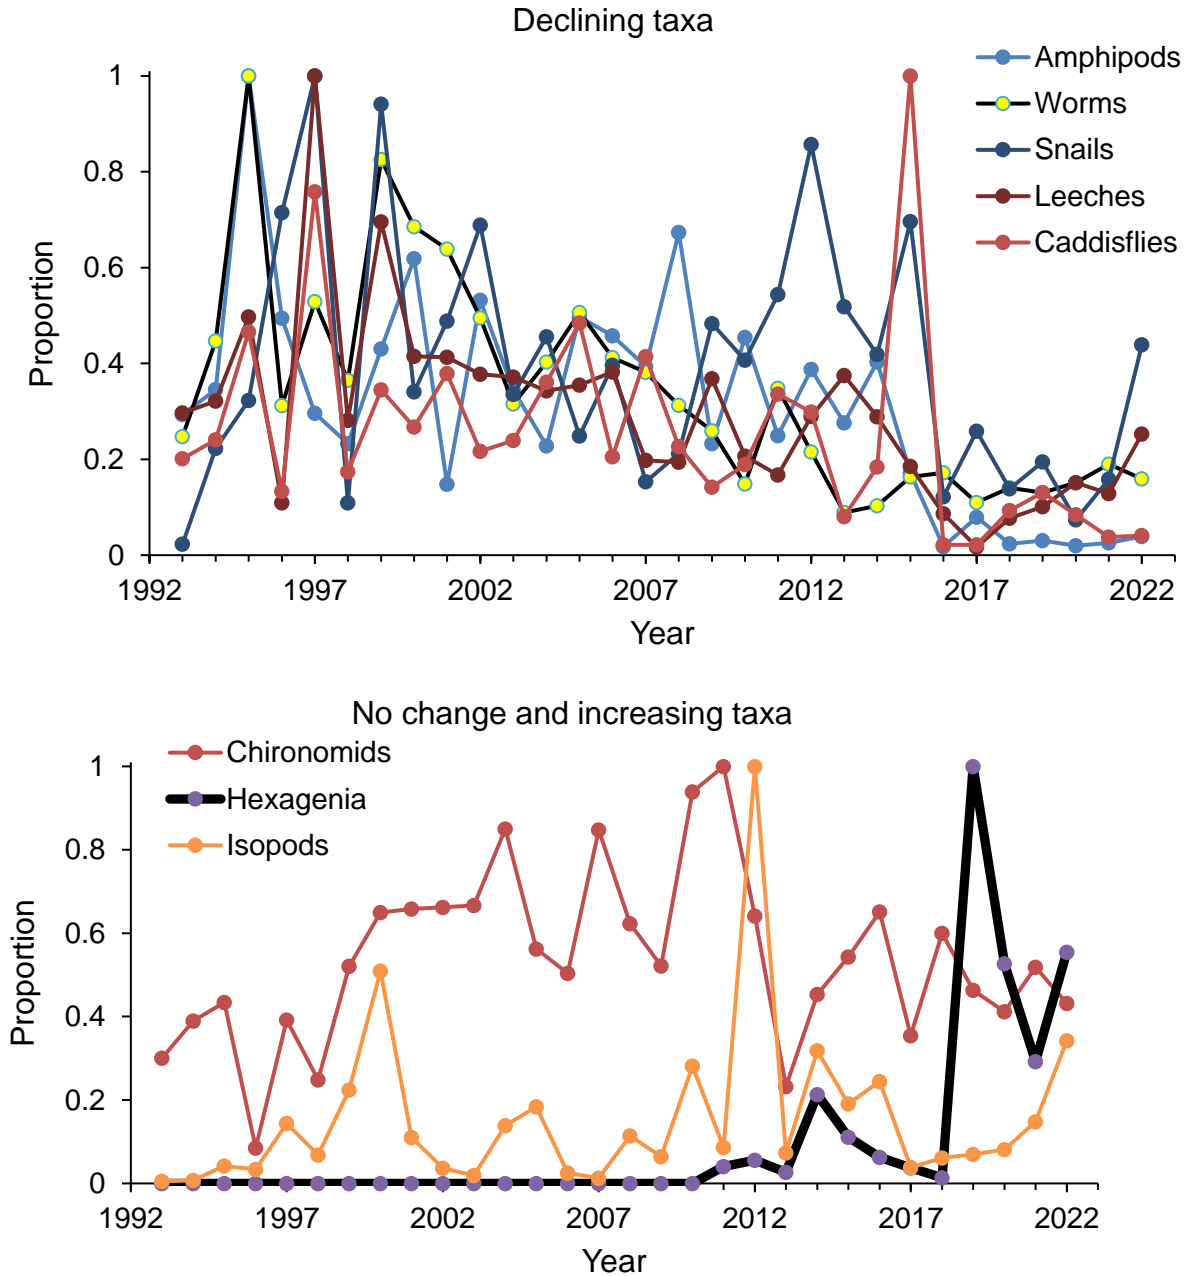 Declining taxa
Amphipods
Worms
Snails
Leeches
Caddisflies
1
0.8
0.6
0.4
0.2
0
Proportion
1992 1997 2002 2007 2012 2017 2022
Year
No change and increasing taxa
Chironomids
Hexagenia
Isopods
1
0.8
0.6
0.4
0.2
0
Proportion
1992 1997 2002 2007 2012 2017 2022
Year